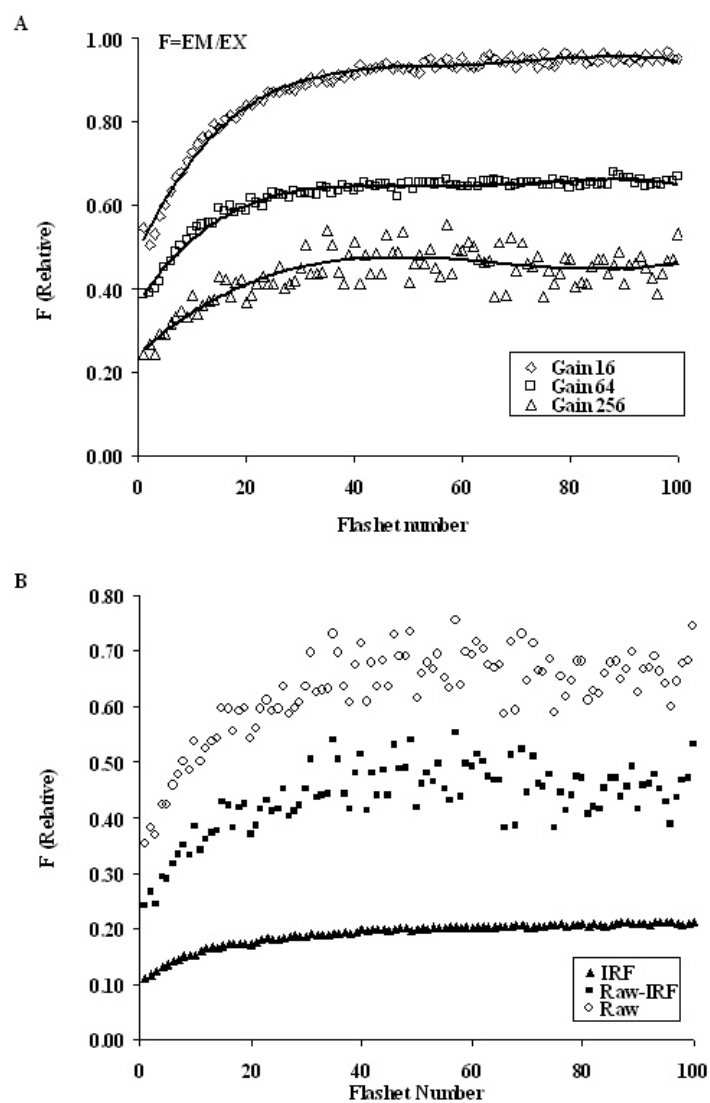 A
F=EM/EX
1.00
0.80
0.60
0.40
0.20
0.00
F (Relative)
Gain 16
Gain 64
Gain 256
0 20 40 60 80 100
Flashet number
B
0.80
0.70
0.60
0.50
0.40
0.30
0.20
0.10
0.00
F (Relative)
IRF
Raw-IRF
Raw
0 20 40 60 80 100
Flashet Number